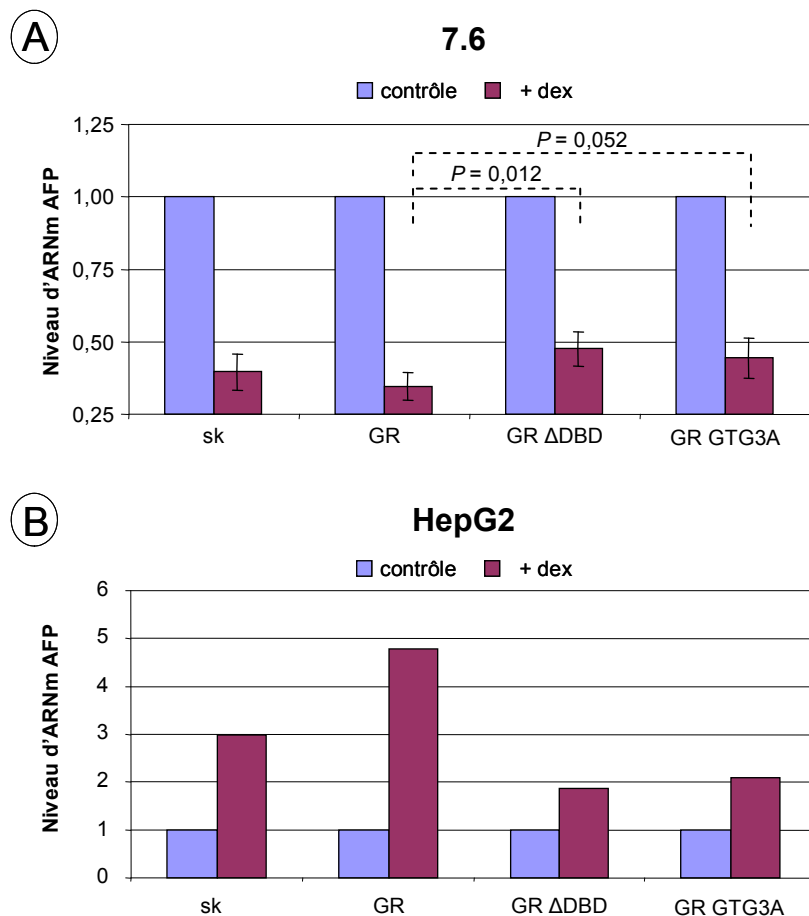 A
7.6
contrôle + dex
Niveau d'ARNm AFP
1,25
1,00
0,75
0,50
0,25
P = 0,052
P = 0,012
sk GR GR ΔDBD GR GTG3A
B
HepG2
contrôle + dex
Niveau d'ARNm AFP
6
5
4
3
2
1
0
sk GR GR ΔDBD GR GTG3A